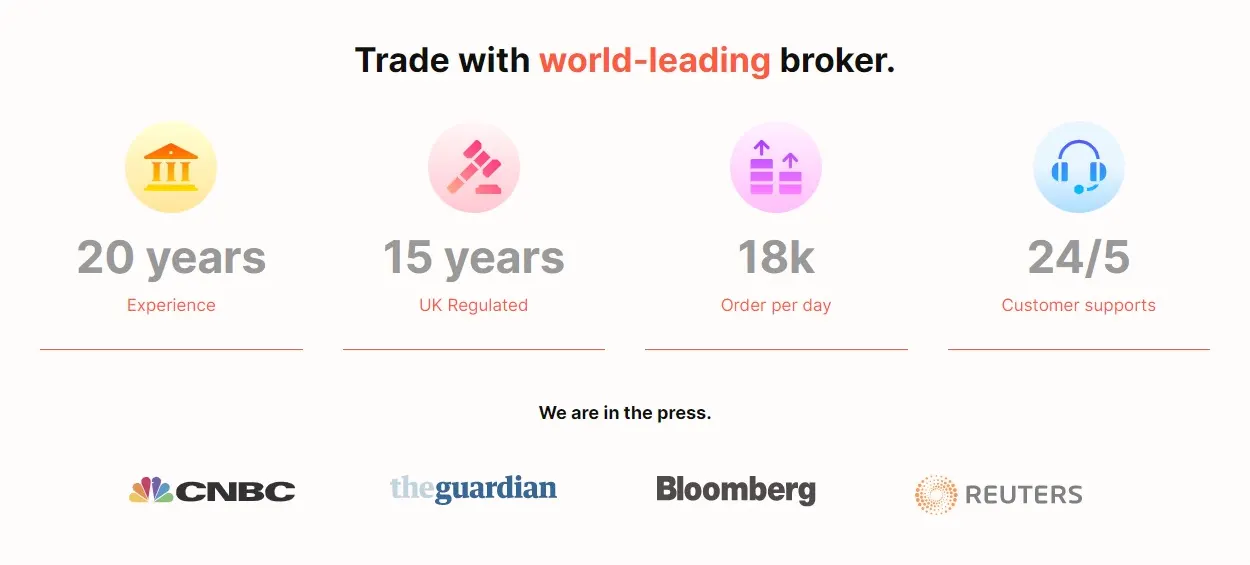 Trade with world-leading broker.
20 years
Experience
15 years
UK Regulated
18k
Order per day
24/5
Customer supports
We are in the press.
CNBC
theguardian
Bloomberg
REUTERS